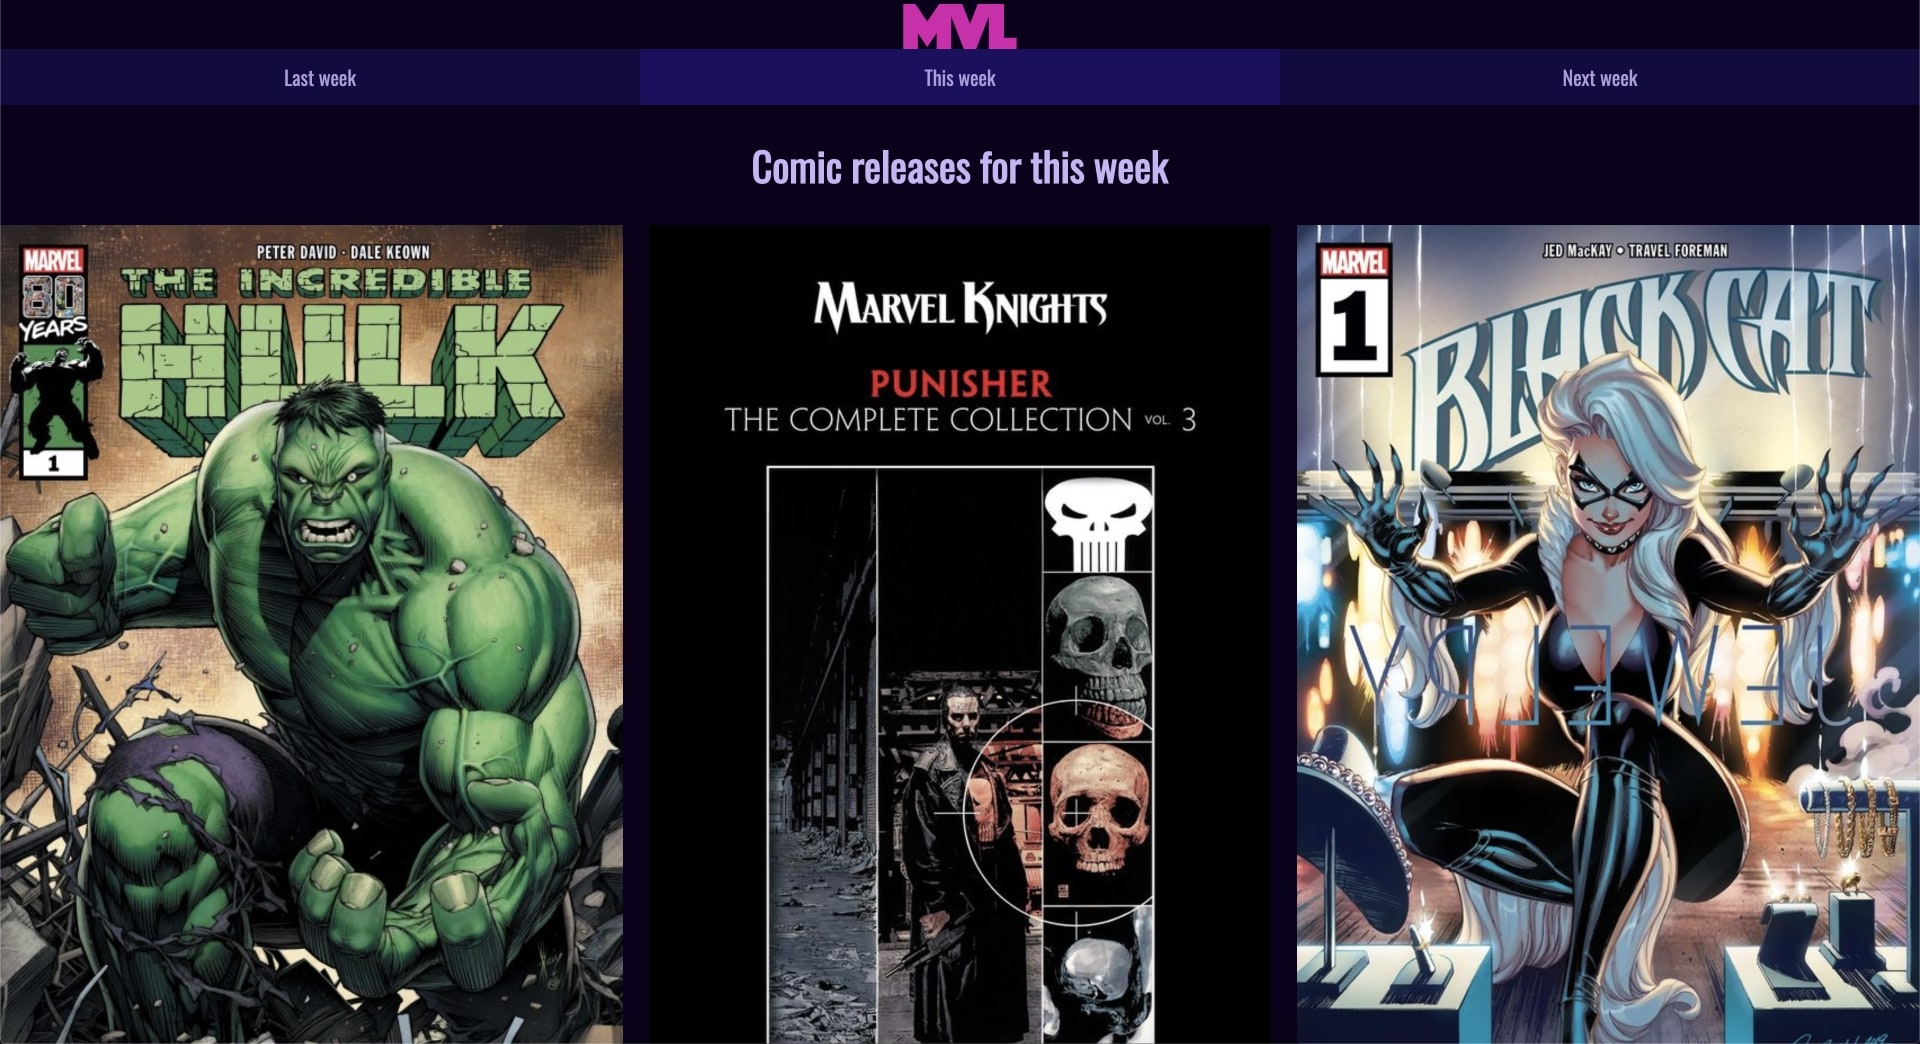 MVL
Last week
This week
Next week
Comic releases for this week
MARVEL
80
YEARS
1
PETER DAVID · DALE KEOWN
THE INCREDIBLE
HULK
MARVEL KNIGHTS
PUNISHER
THE COMPLETE COLLECTION VOL. 3
MARVEL
1
JED MacKAY • TRAVEL FOREMAN
BLACK CAT
JEWELRY